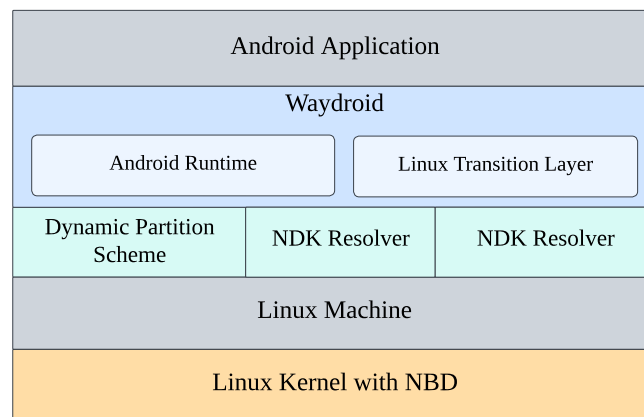 Android Application
Waydroid
Android Runtime
Linux Transition Layer
Dynamic Partition
Scheme
NDK Resolver
NDK Resolver
Linux Machine
Linux Kernel with NBD